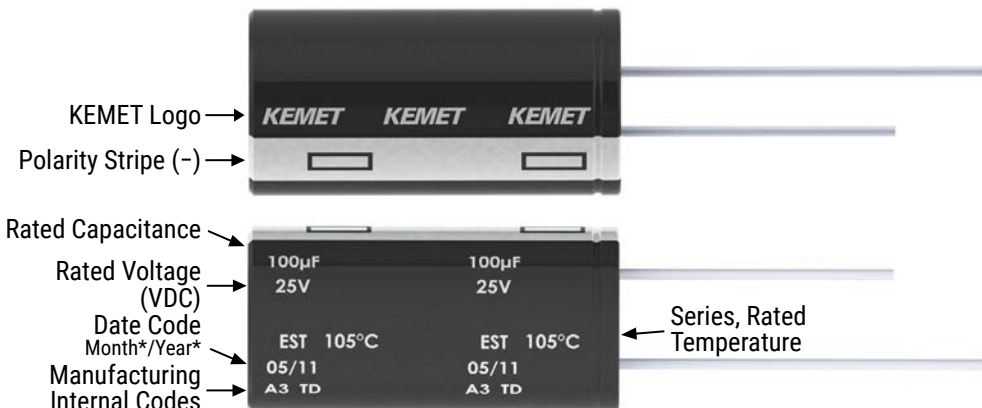 KEMET Logo
KEMET KEMET KEMET
Polarity Stripe (−)
Rated Capacitance
100µF 100µF
Rated Voltage
(VDC)
25V 25V
Date Code
Month*/Year*
EST 105°C EST 105°C
Series, Rated
Temperature
05/11 05/11
Manufacturing
Internal Codes
A3 TD A3 TD